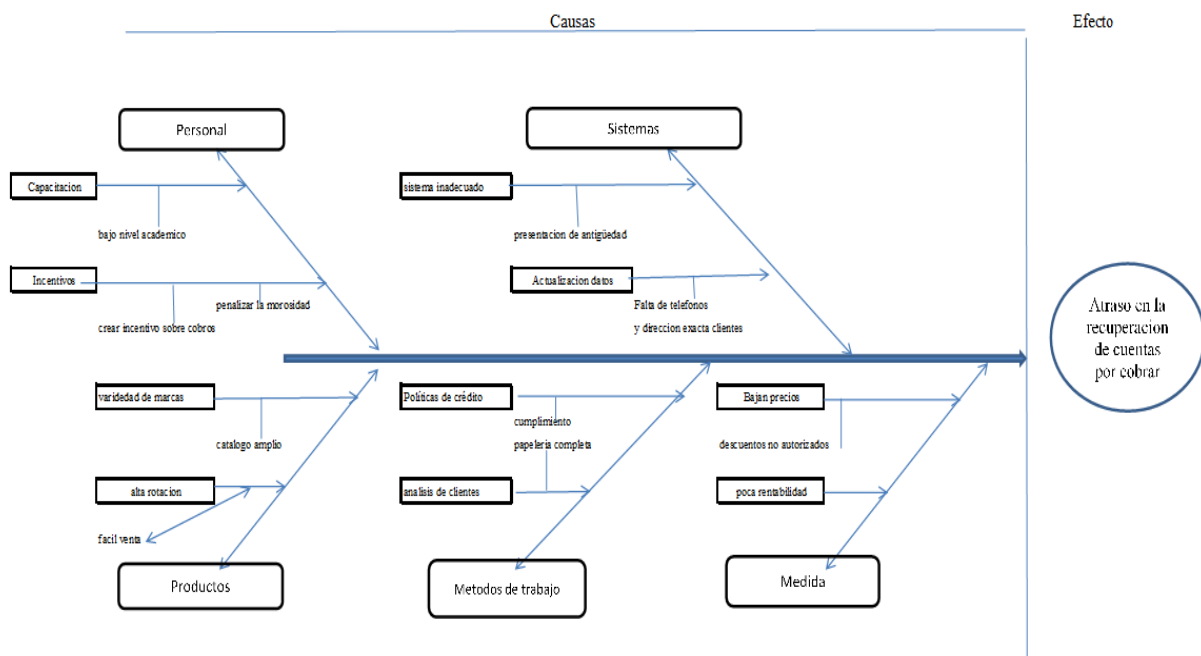 Causas
Efecto
Personal
Sistemas
Capacitacion
sistema inadecuado
bajo nivel academico
presentacion de antigüedad
Incentivos
Actualizacion datos
penalizar la morosidad
crear incentivo sobre cobros
Falta de telefonos
y direccion exacta clientes
Atraso en la
recuperacion
de cuentas
por cobrar
varidedad de marcas
Políticas de crédito
Bajan precios
cumplimiento
catalogo amplio
papeleria completa
descuentos no autorizados
alta rotacion
analisis de clientes
poca rentabilidad
facil venta
Productos
Metodos de trabajo
Medida